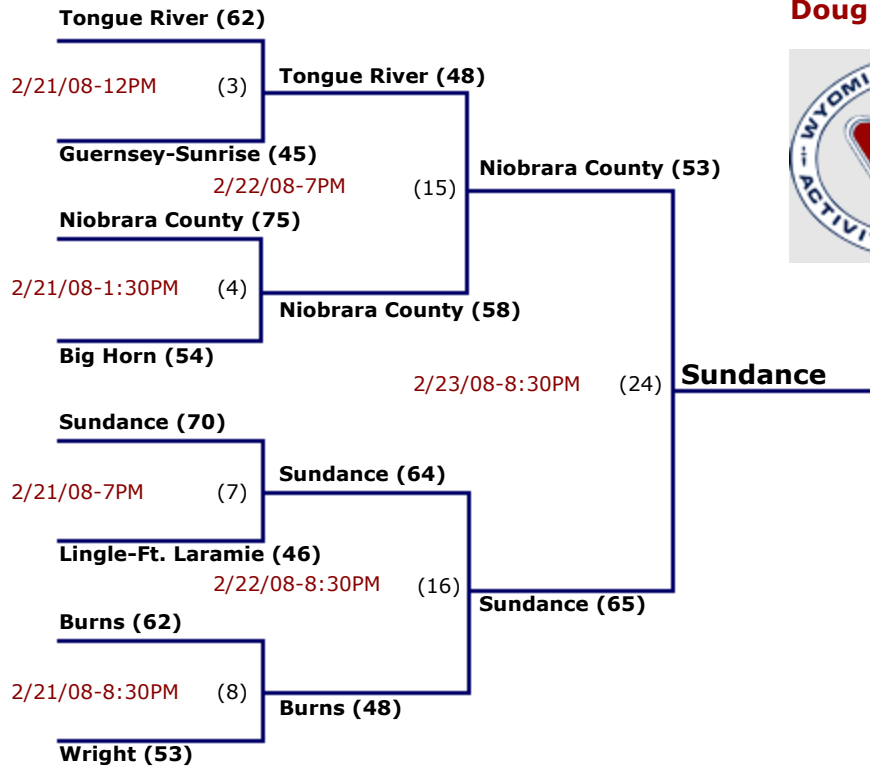 Doug
Tongue River (62)
2/21/08-12PM (3)
Tongue River (48)
Guernsey-Sunrise (45)
2/22/08-7PM (15)
Niobrara County (53)
Niobrara County (75)
2/21/08-1:30PM (4)
Niobrara County (58)
Big Horn (54)
2/23/08-8:30PM (24)
Sundance
Sundance (70)
Sundance (64)
2/21/08-7PM (7)
Lingle-Ft. Laramie (46)
2/22/08-8:30PM (16)
Sundance (65)
Burns (62)
2/21/08-8:30PM (8)
Burns (48)
Wright (53)
WYOMI
ACTIVI